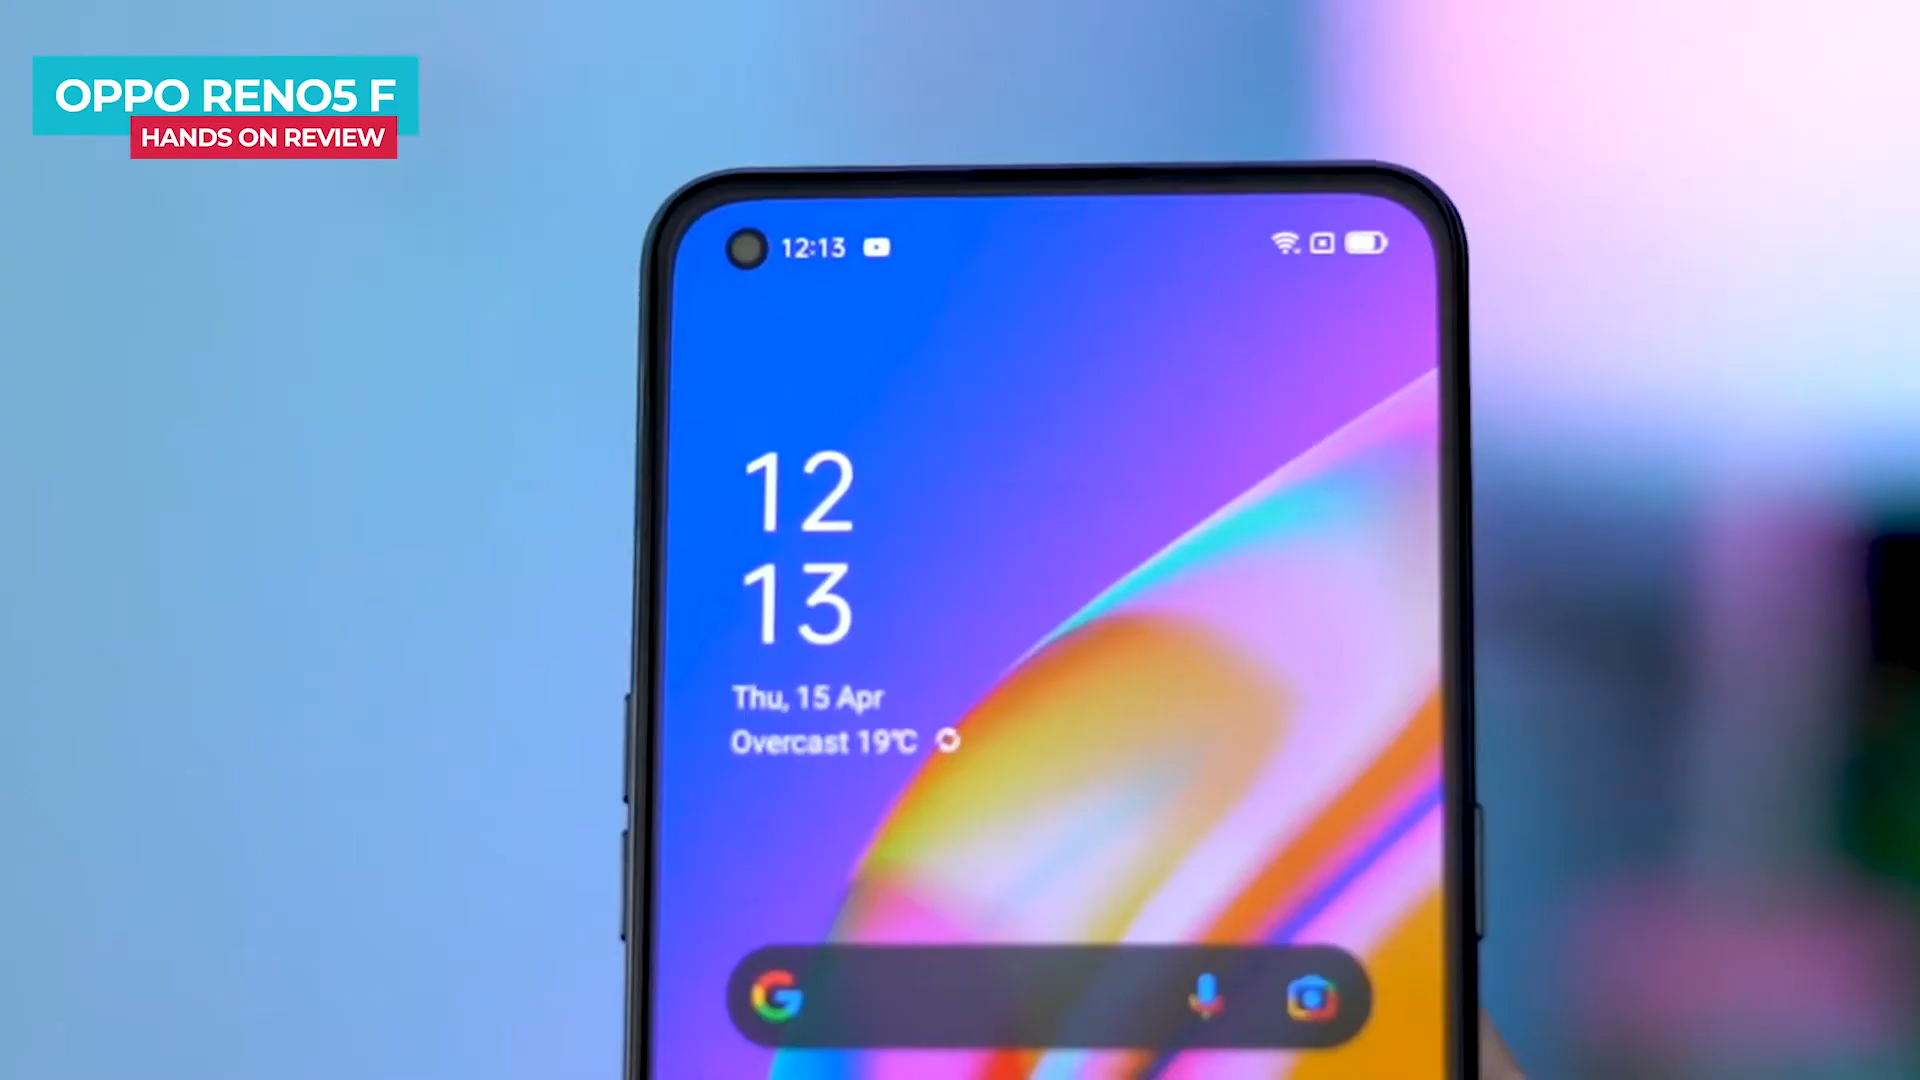 OPPO RENO5 F
HANDS ON REVIEW
12:13
12
13
Thu, 15 Apr
Overcast 19℃
G